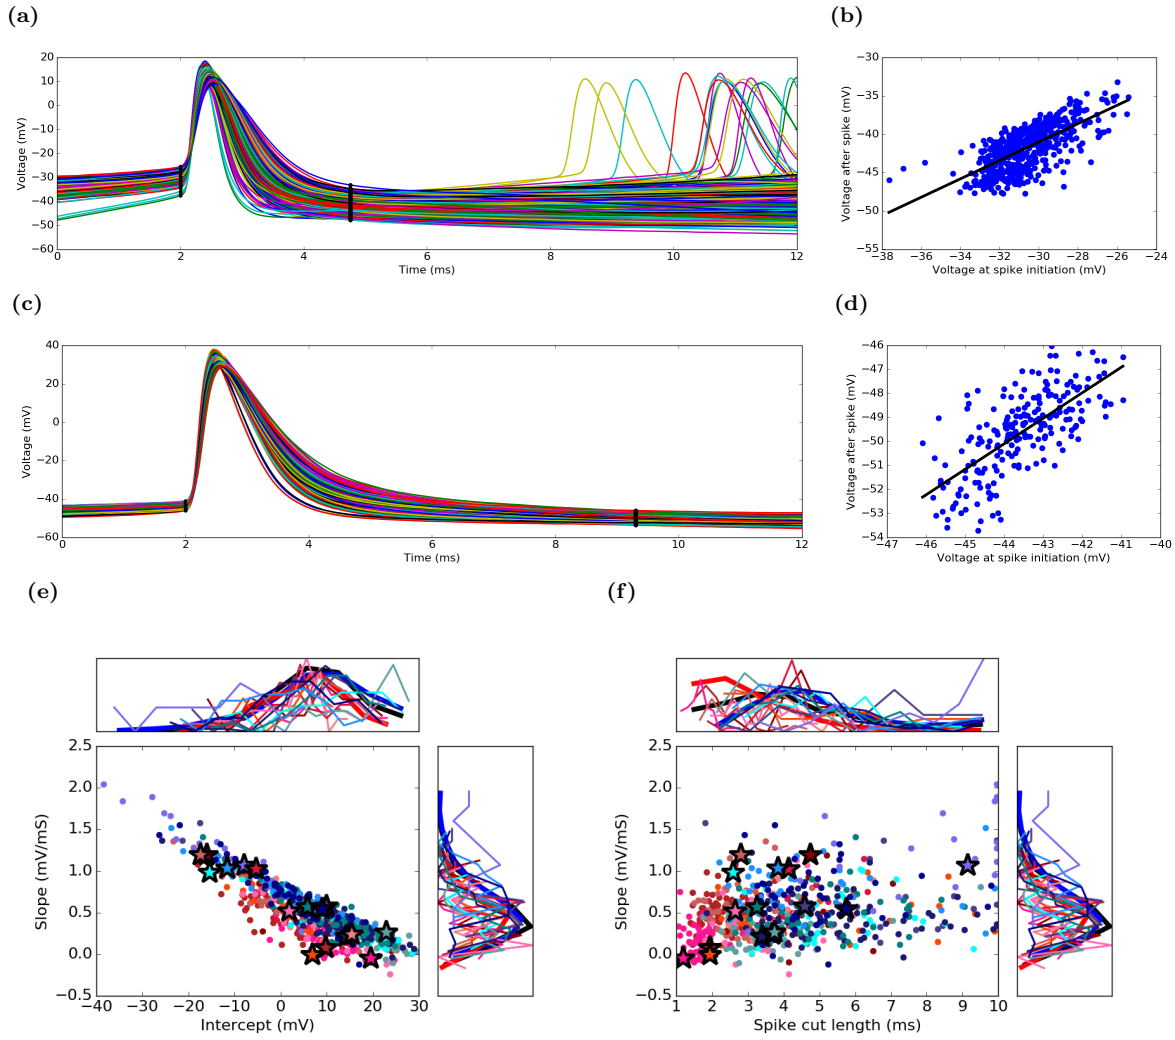 (a)
(b)
20
10
0
−10
−20
−30
−40
−50
−60
Voltage (mV)
0 2 4 6 8 10 12
Time (ms)
−30
−35
−40
−45
−50
−55
Voltage after spike (mV)
−38 −36 −34 −32 −30 −28 −26 −24
Voltage at spike initiation (mV)
(c)
(d)
40
20
0
−20
−40
−60
Voltage (mV)
0 2 4 6 8 10 12
Time (ms)
−46
−47
−48
−49
−50
−51
−52
−53
−54
Voltage after spike (mV)
−47 −46 −45 −44 −43 −42 −41 −40
Voltage at spike initiation (mV)
(e)
(f)
2.5
2.0
1.5
1.0
0.5
0.0
−0.5
Slope (mV/mS)
−40 −30 −20 −10 0 10 20 30
Intercept (mV)
2.5
2.0
1.5
1.0
0.5
0.0
−0.5
Slope (mV/mS)
1 2 3 4 5 6 7 8 9 10
Spike cut length (ms)